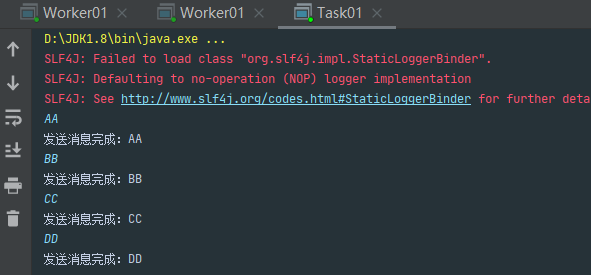 Worker01 Worker01 Task01
D:\JDK1.8\bin\java.exe ...
SLF4J: Failed to load class "org.slf4j.impl.StaticLoggerBinder".
SLF4J: Defaulting to no-operation (NOP) logger implementation
SLF4J: See http://www.slf4j.org/codes.html#StaticLoggerBinder for further deta
AA
发送消息完成：AA
BB
发送消息完成：BB
CC
发送消息完成：CC
DD
发送消息完成：DD